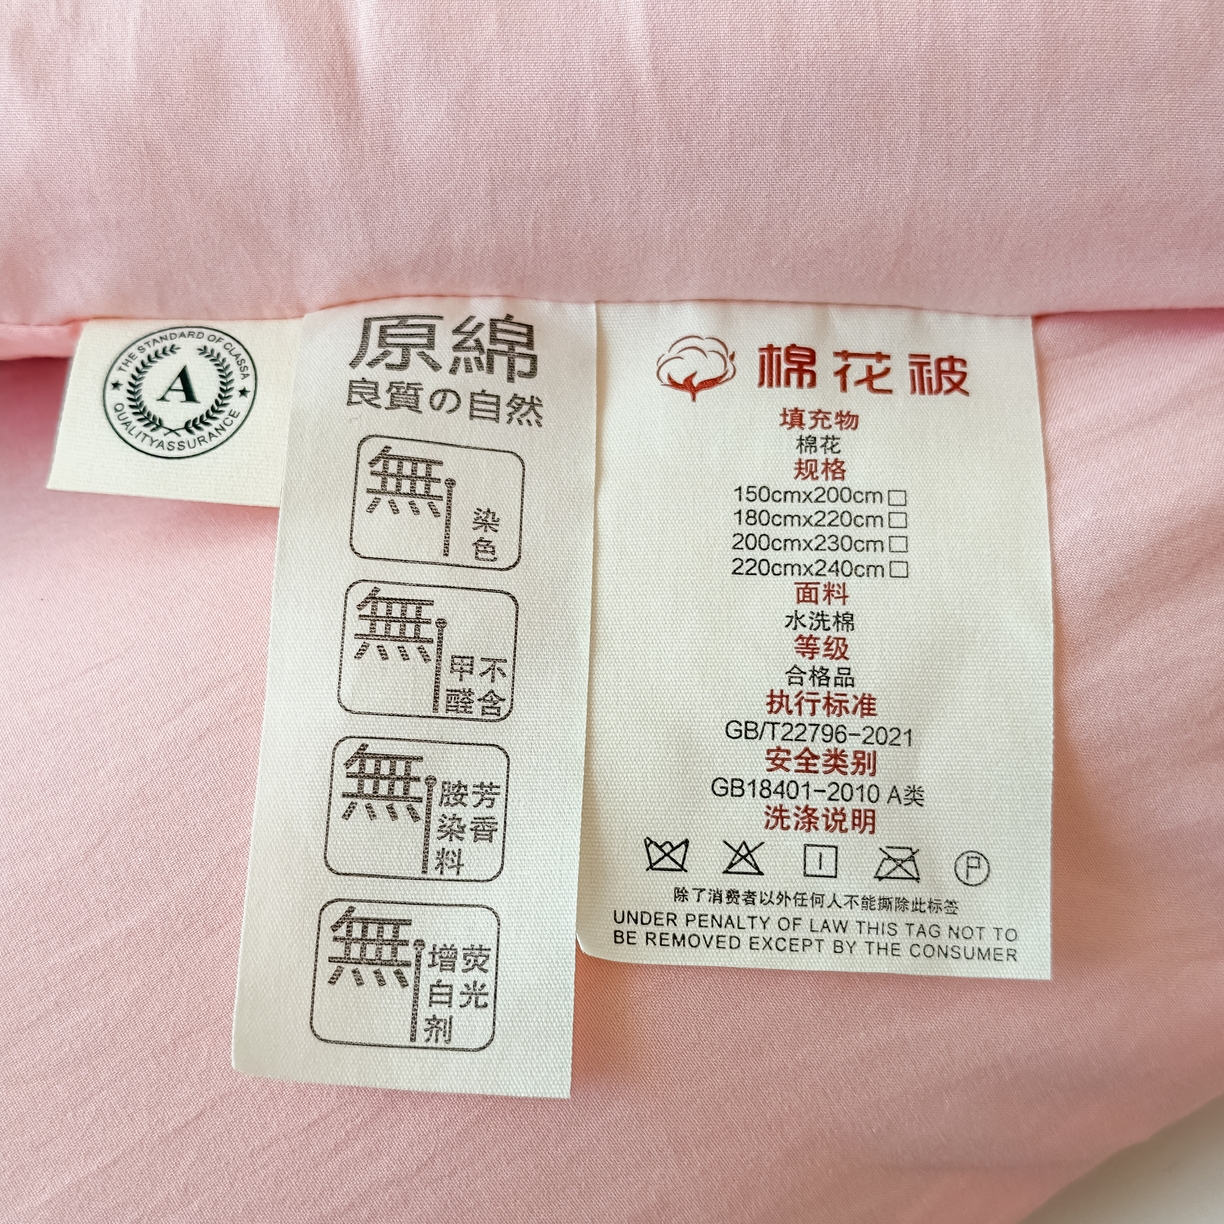 THE STANDARD OF CLASSA
A
QUALITYASSURANCE
原綿
良質の自然
無
染色
無
甲醛
不含
無
胺染料
芳香
無
增白剂
荧光
棉花被
填充物
棉花
规格
150cmx200cm
180cmx220cm
200cmx230cm
220cmx240cm
面料
水洗棉
等级
合格品
执行标准
GB/T22796-2021
安全类别
GB18401-2010 A类
洗涤说明
P
除了消费者以外任何人不能撕除此标签
UNDER PENALTY OF LAW THIS TAG NOT TO
BE REMOVED EXCEPT BY THE CONSUMER